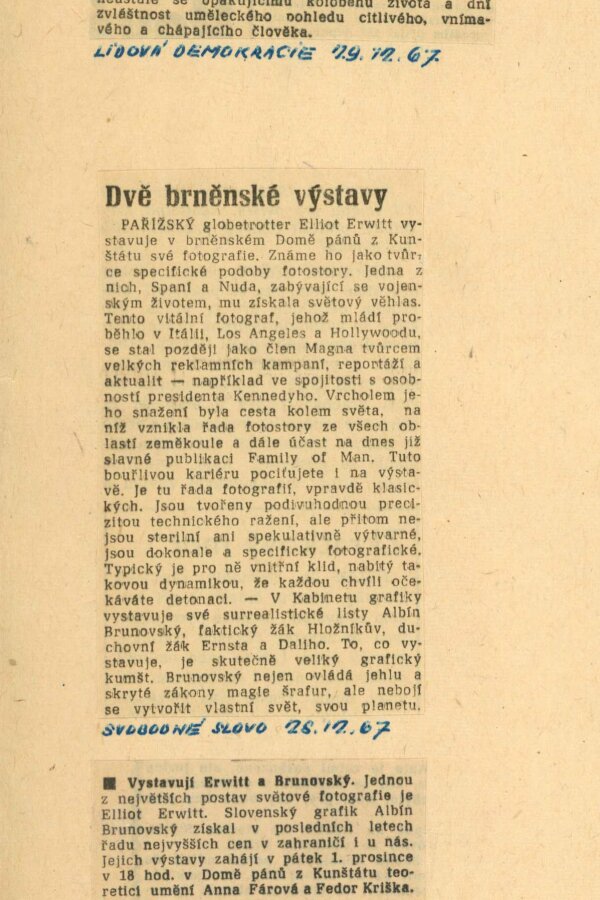 neustále se opakujícímu koloběhu života a dní
zvláštnost uměleckého pohledu citlivého, vníma-
vého a chápajícího člověka.
LIDOVÁ DEMOKRACIE 29.12.67.
Dvě brněnské výstavy
PAŘÍŽSKÝ globetrotter Elliot Erwitt vy-
stavuje v brněnském Domě pánů z Kun-
štátu své fotografie. Známe ho jako tvůr-
ce specifické podoby fotostory. Jedna z
nich, Spaní a Nuda, zabývající se vojen-
ským životem, mu získala světový věhlas.
Tento vitální fotograf, jehož mládí pro-
běhlo v Itálii, Los Angeles a Hollywoodu,
se stal později jako člen Magna tvůrcem
velkých reklamních kampaní, reportáží a
aktualit — například ve spojitosti s osob-
ností presidenta Kennedyho. Vrcholem je-
ho snažení byla cesta kolem světa, na
níž vznikla řada fotostory ze všech ob-
lastí zeměkoule a dále účast na dnes již
slavné publikaci Family of Man. Tuto
bouřlivou kariéru pociťujete i na výsta-
vě. Je tu řada fotografií, vpravdě klasic-
kých. Jsou tvořeny podivuhodnou preci-
zitou technického ražení, ale přitom ne-
jsou sterilní ani spekulativně výtvarné,
jsou dokonale a specificky fotografické.
Typický je pro ně vnitřní klid, nabitý ta-
kovou dynamikou, že každou chvíli oče-
káváte detonaci. — V Kabinetu grafiky
vystavuje své surrealistické listy Albín
Brunovský, faktický žák Hložníkův, du-
chovní žák Ernsta a Dalího. To, co vy-
stavuje, je skutečně veliký grafický
kumšt. Brunovský nejen ovládá jehlu a
skryté zákony magie šrafur, ale nebojí
se vytvořit vlastní svět, svou planetu.
SVOBODNÉ SLOVO 28.12.67
■ Vystavují Erwitt a Brunovský. Jednou
z největších postav světové fotografie je
Elliot Erwitt. Slovenský grafik Albín
Brunovský získal v posledních letech
řadu nejvyšších cen v zahraničí i u nás.
Jejich výstavy zahájí v pátek 1. prosince
v 18 hod. v Domě pánů z Kunštátu teo-
retici umění Anna Fárová a Fedor Kriška.